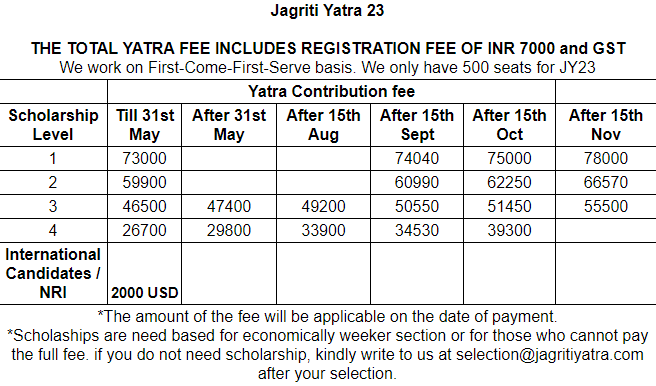 Jagriti Yatra 23
THE TOTAL YATRA FEE INCLUDES REGISTRATION FEE OF INR 7000 and GST
We work on First-Come-First-Serve basis. We only have 500 seats for JY23
Yatra Contribution fee
Scholarship Level Till 31st May After 31st May After 15th Aug After 15th Sept After 15th Oct After 15th Nov
1 73000 74040 75000 78000
2 59900 60990 62250 66570
3 46500 47400 49200 50550 51450 55500
4 26700 29800 33900 34530 39300
International Candidates / NRI 2000 USD
*The amount of the fee will be applicable on the date of payment.
*Scholaships are need based for economically weeker section or for those who cannot pay
the full fee. if you do not need scholarship, kindly write to us at selection@jagritiyatra.com
after your selection.